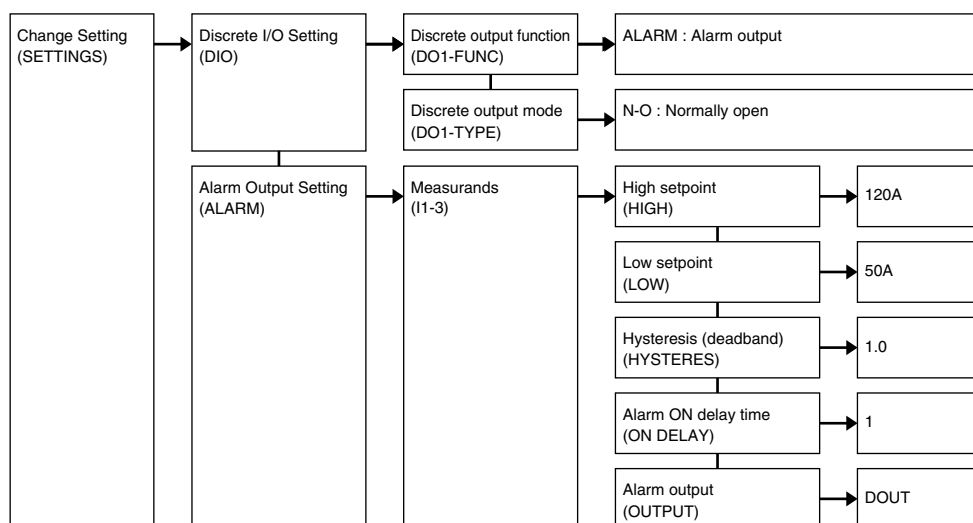 Change Setting
(SETTINGS)
Discrete I/O Setting
(DIO)
Discrete output function
(DO1-FUNC)
ALARM : Alarm output
Discrete output mode
(DO1-TYPE)
N-O : Normally open
Alarm Output Setting
(ALARM)
Measurands
(I1-3)
High setpoint
(HIGH)
120A
Low setpoint
(LOW)
50A
Hysteresis (deadband)
(HYSTERES)
1.0
Alarm ON delay time
(ON DELAY)
1
Alarm output
(OUTPUT)
DOUT